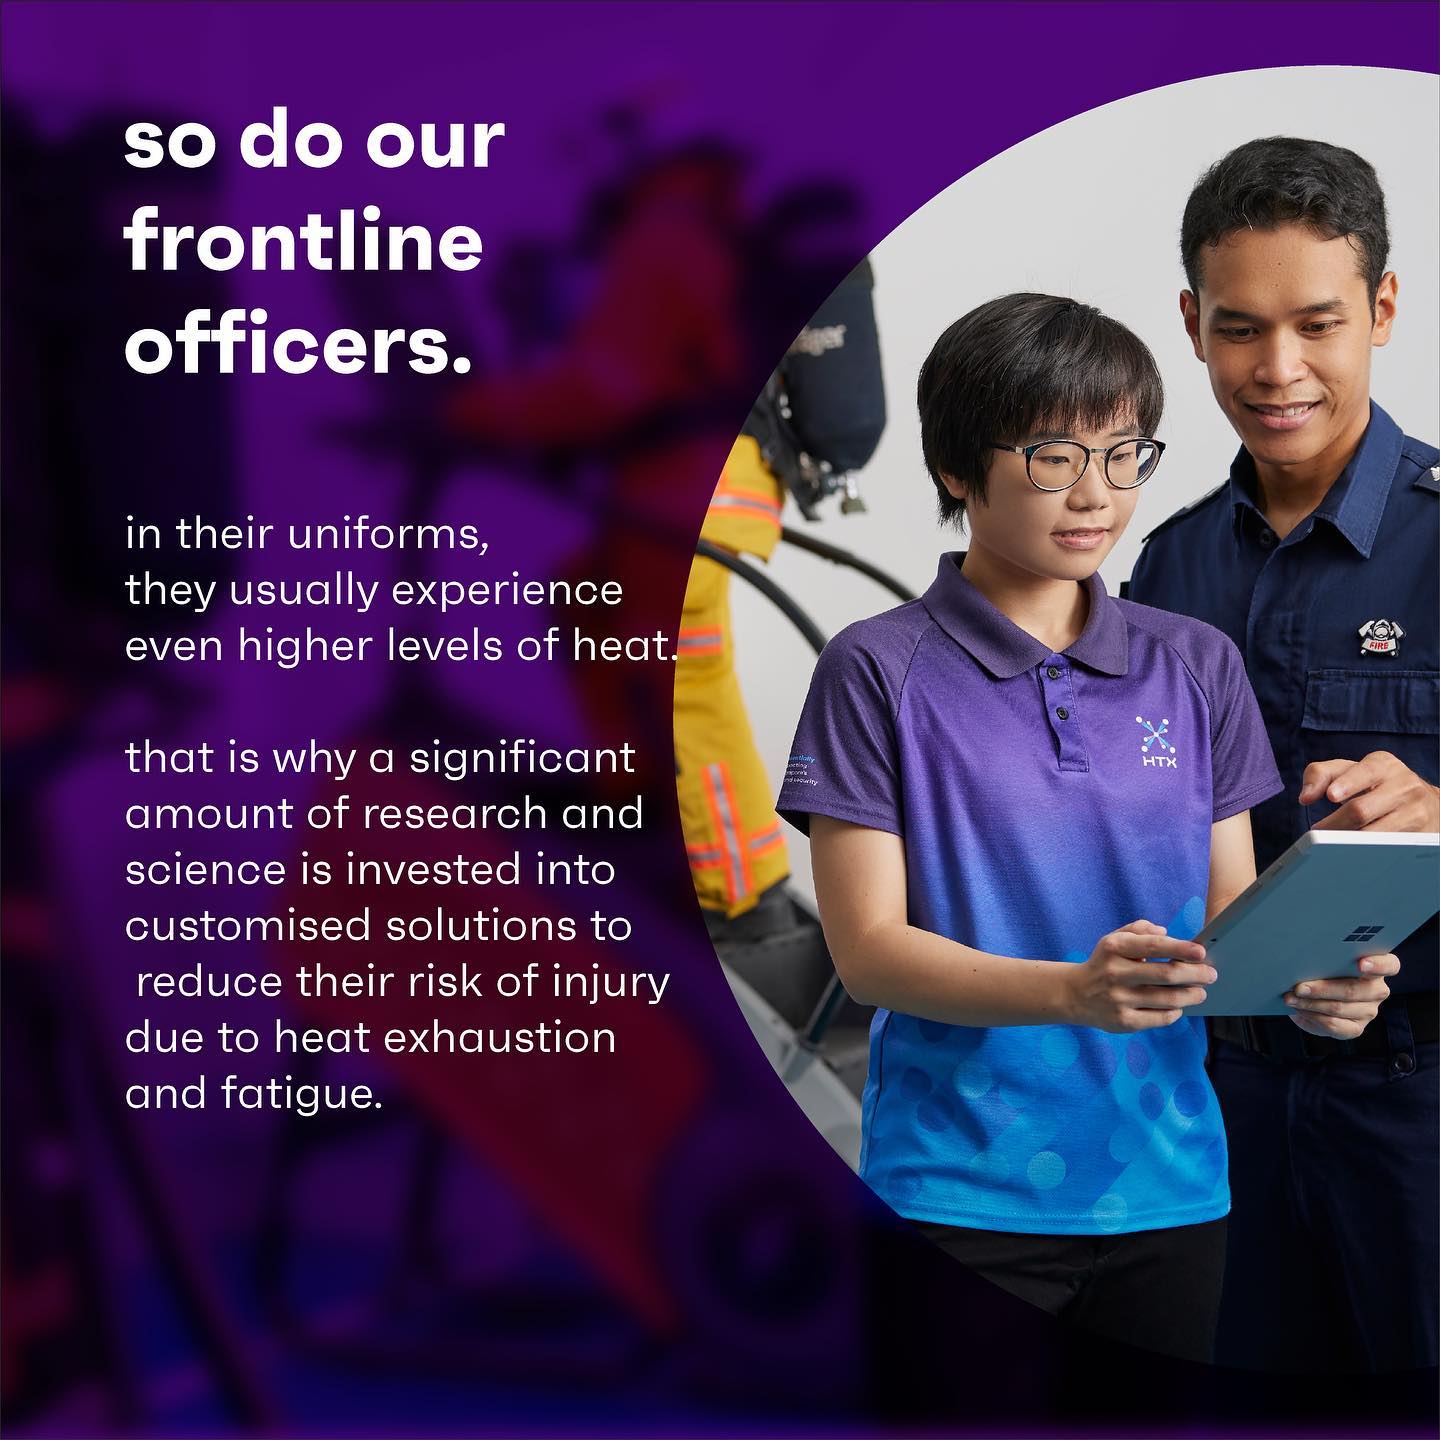 so do our
frontline
officers.
in their uniforms,
they usually experience
even higher levels of heat.
that is why a significant
amount of research and
science is invested into
customised solutions to
reduce their risk of injury
due to heat exhaustion
and fatigue.
HTX
FIRE